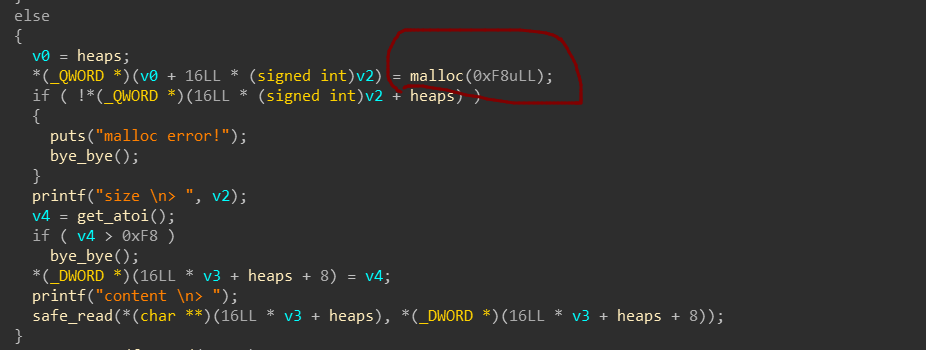 else
{
v0 = heaps;
*(_QWORD *)(v0 + 16LL * (signed int)v2) = malloc(0xF8uLL);
if ( !*(_QWORD *)(16LL * (signed int)v2 + heaps) )
{
puts("malloc error!");
bye_bye();
}
printf("size \n> ", v2);
v4 = get_atoi();
if ( v4 > 0xF8 )
bye_bye();
*(_DWORD *)(16LL * v3 + heaps + 8) = v4;
printf("content \n> ");
safe_read(*(char **)(16LL * v3 + heaps), *(_DWORD *)(16LL * v3 + heaps + 8));
}